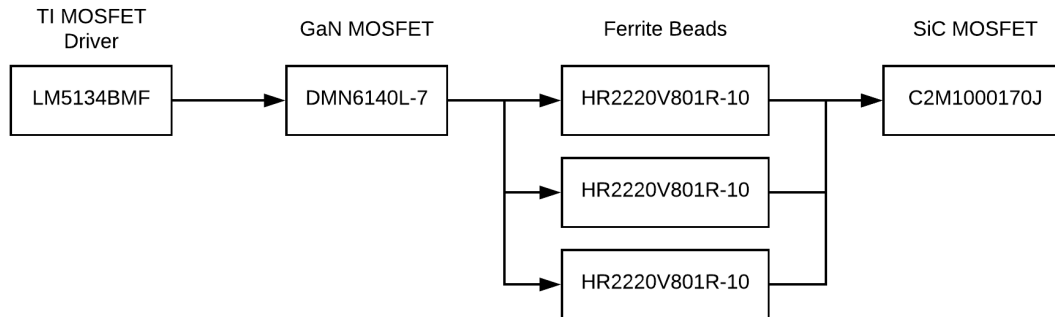 TI MOSFET
Driver
GaN MOSFET
Ferrite Beads
SiC MOSFET
LM5134BMF
DMN6140L-7
HR2220V801R-10
C2M1000170J
HR2220V801R-10
HR2220V801R-10